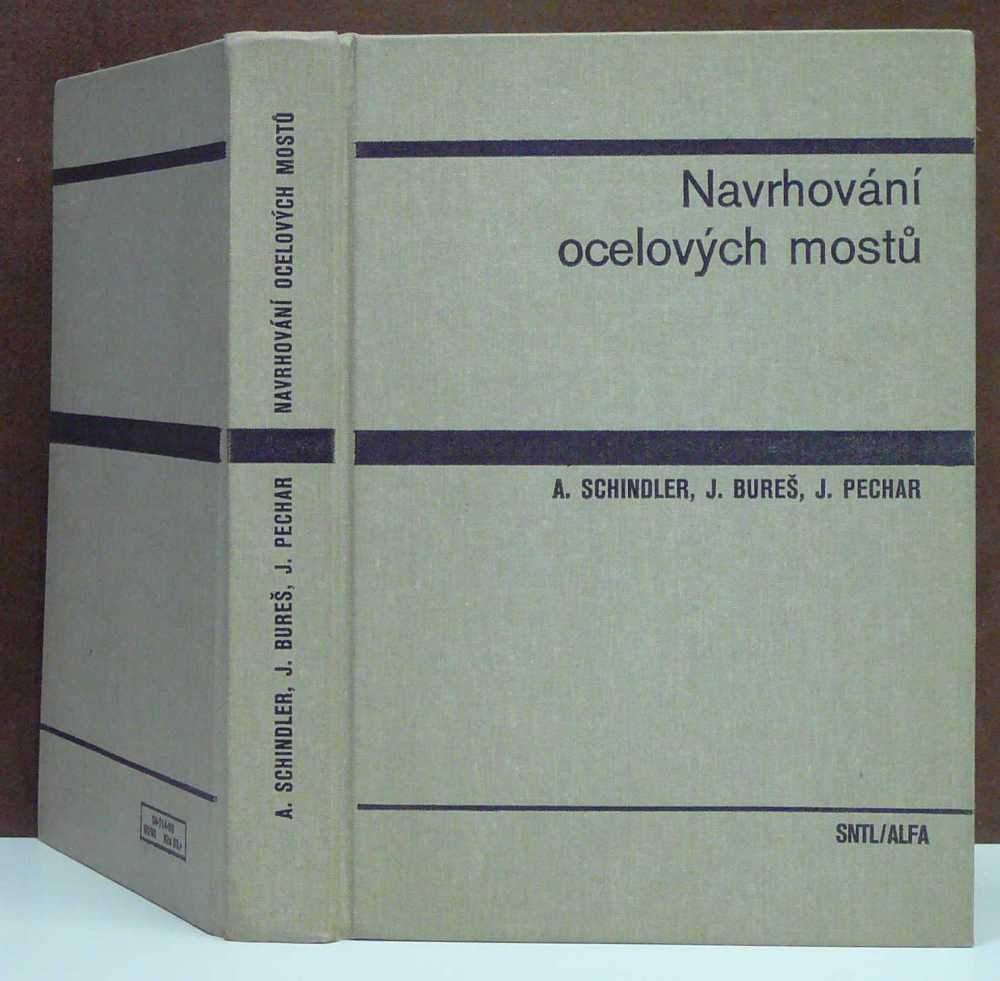 Navrhování
ocelových mostů
A. SCHINDLER, J. BUREŠ, J. PECHAR
SNTL/ALFA
A. SCHINDLER, J. BUREŠ, J. PECHAR NAVRHOVÁNÍ OCELOVÝCH MOSTŮ